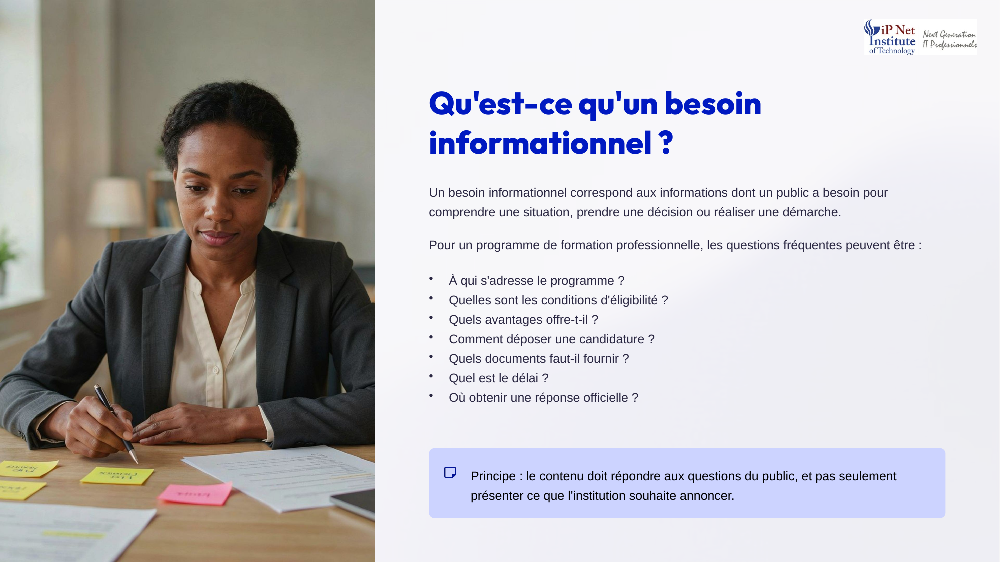 iP Net
Institute
of Technology
Next Generation
IT Professionnels
Qu'est-ce qu'un besoin
informationnel ?
Un besoin informationnel correspond aux informations dont un public a besoin pour
comprendre une situation, prendre une décision ou réaliser une démarche.
Pour un programme de formation professionnelle, les questions fréquentes peuvent être :
• À qui s'adresse le programme ?
• Quelles sont les conditions d'éligibilité ?
• Quels avantages offre-t-il ?
• Comment déposer une candidature ?
• Quels documents faut-il fournir ?
• Quel est le délai ?
• Où obtenir une réponse officielle ?
Principe : le contenu doit répondre aux questions du public, et pas seulement
présenter ce que l'institution souhaite annoncer.